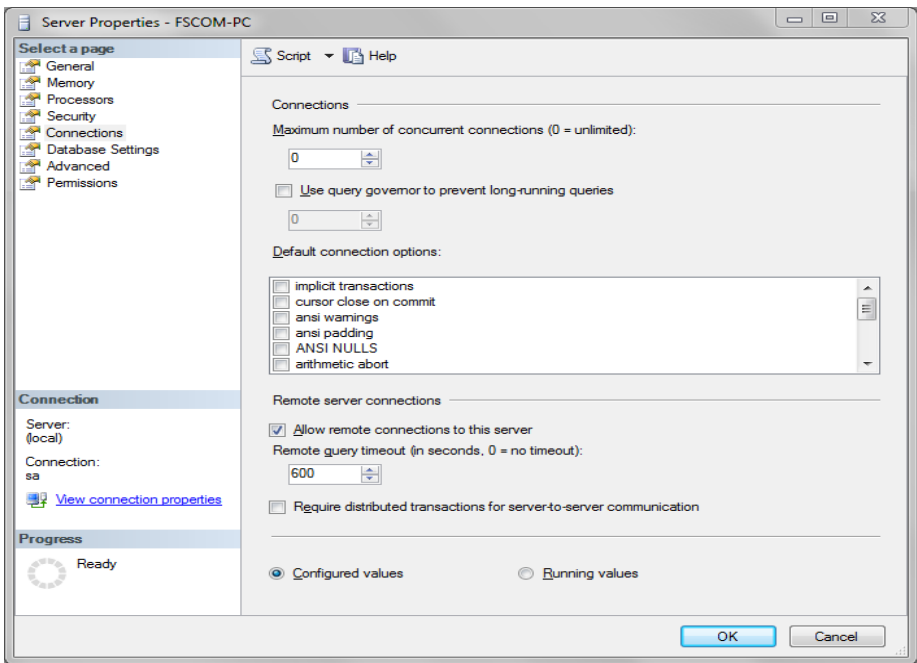 Server Properties - FSCOM-PC
Select a page
General
Memory
Processors
Security
Connections
Database Settings
Advanced
Permissions
Connection
Server:
(local)
Connection:
sa
View connection properties
Progress
Ready
Script
Help
Connections
Maximum number of concurrent connections (0 = unlimited):
0
Use query governor to prevent long-running queries
0
Default connection options:
implicit transactions
cursor close on commit
ansi warnings
ansi padding
ANSI NULLS
arithmetic abort
Remote server connections
Allow remote connections to this server
Remote query timeout (in seconds, 0 = no timeout):
600
Require distributed transactions for server-to-server communication
Configured values
Running values
OK
Cancel